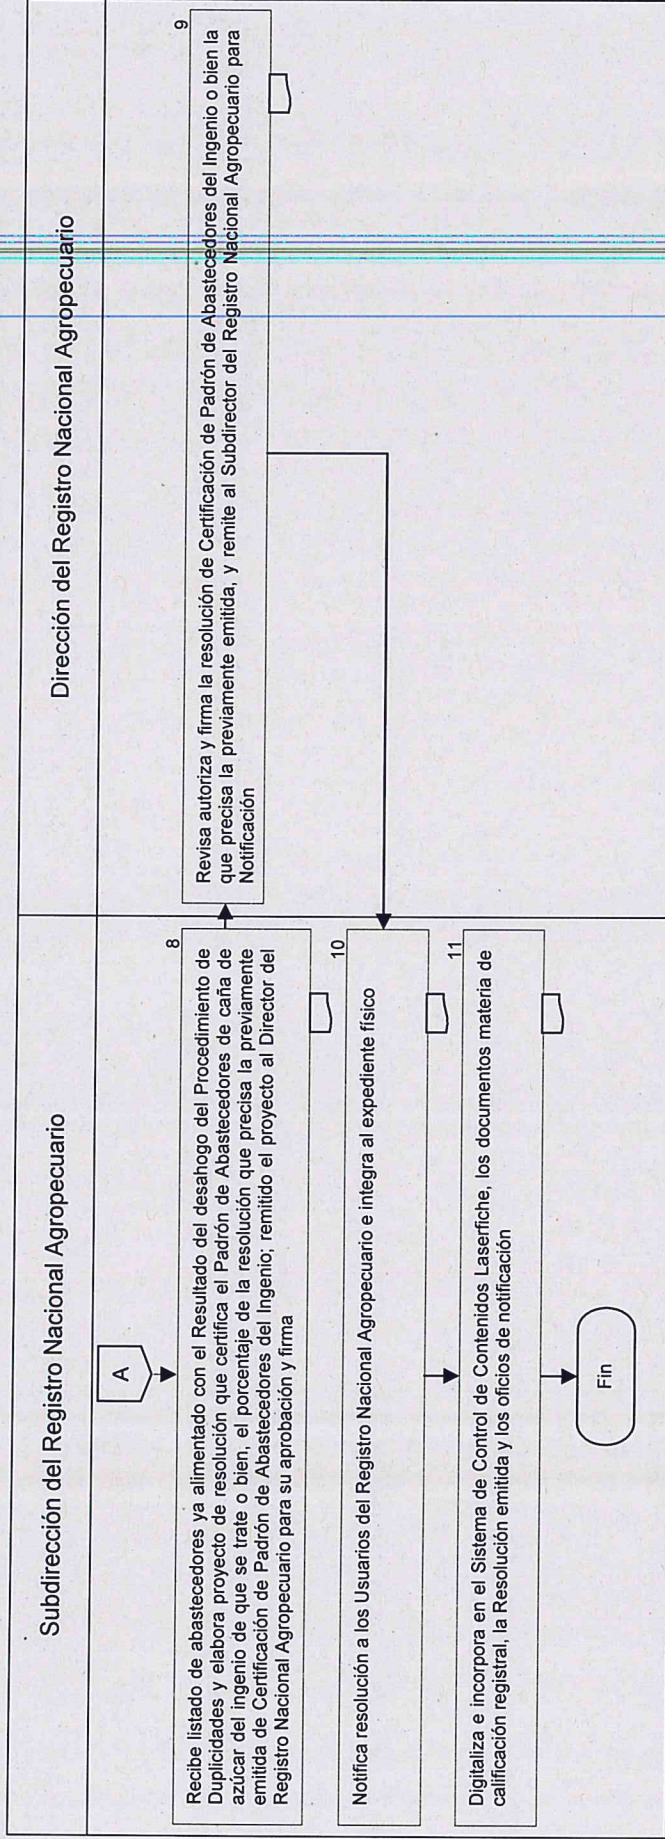 Subdirección del Registro Nacional Agropecuario
Dirección del Registro Nacional Agropecuario
A
8
Recibe listado de abastecedores ya alimentado con el Resultado del desahogo del Procedimiento de
Duplicidades y elabora proyecto de resolución que certifica el Padrón de Abastecedores de caña de
azúcar del ingenio de que se trate o bien, el porcentaje de la resolución que precisa la previamente
emitida de Certificación de Padrón de Abastecedores del Ingenio; remitido el proyecto al Director del
Registro Nacional Agropecuario para su aprobación y firma
9
Revisa autoriza y firma la resolución de Certificación de Padrón de Abastecedores del Ingenio o bien la
que precisa la previamente emitida, y remite al Subdirector del Registro Nacional Agropecuario para
Notificación
10
Notifica resolución a los Usuarios del Registro Nacional Agropecuario e integra al expediente físico
11
Digitaliza e incorpora en el Sistema de Control de Contenidos Laserfiche, los documentos materia de
calificación registral, la Resolución emitida y los oficios de notificación
Fin